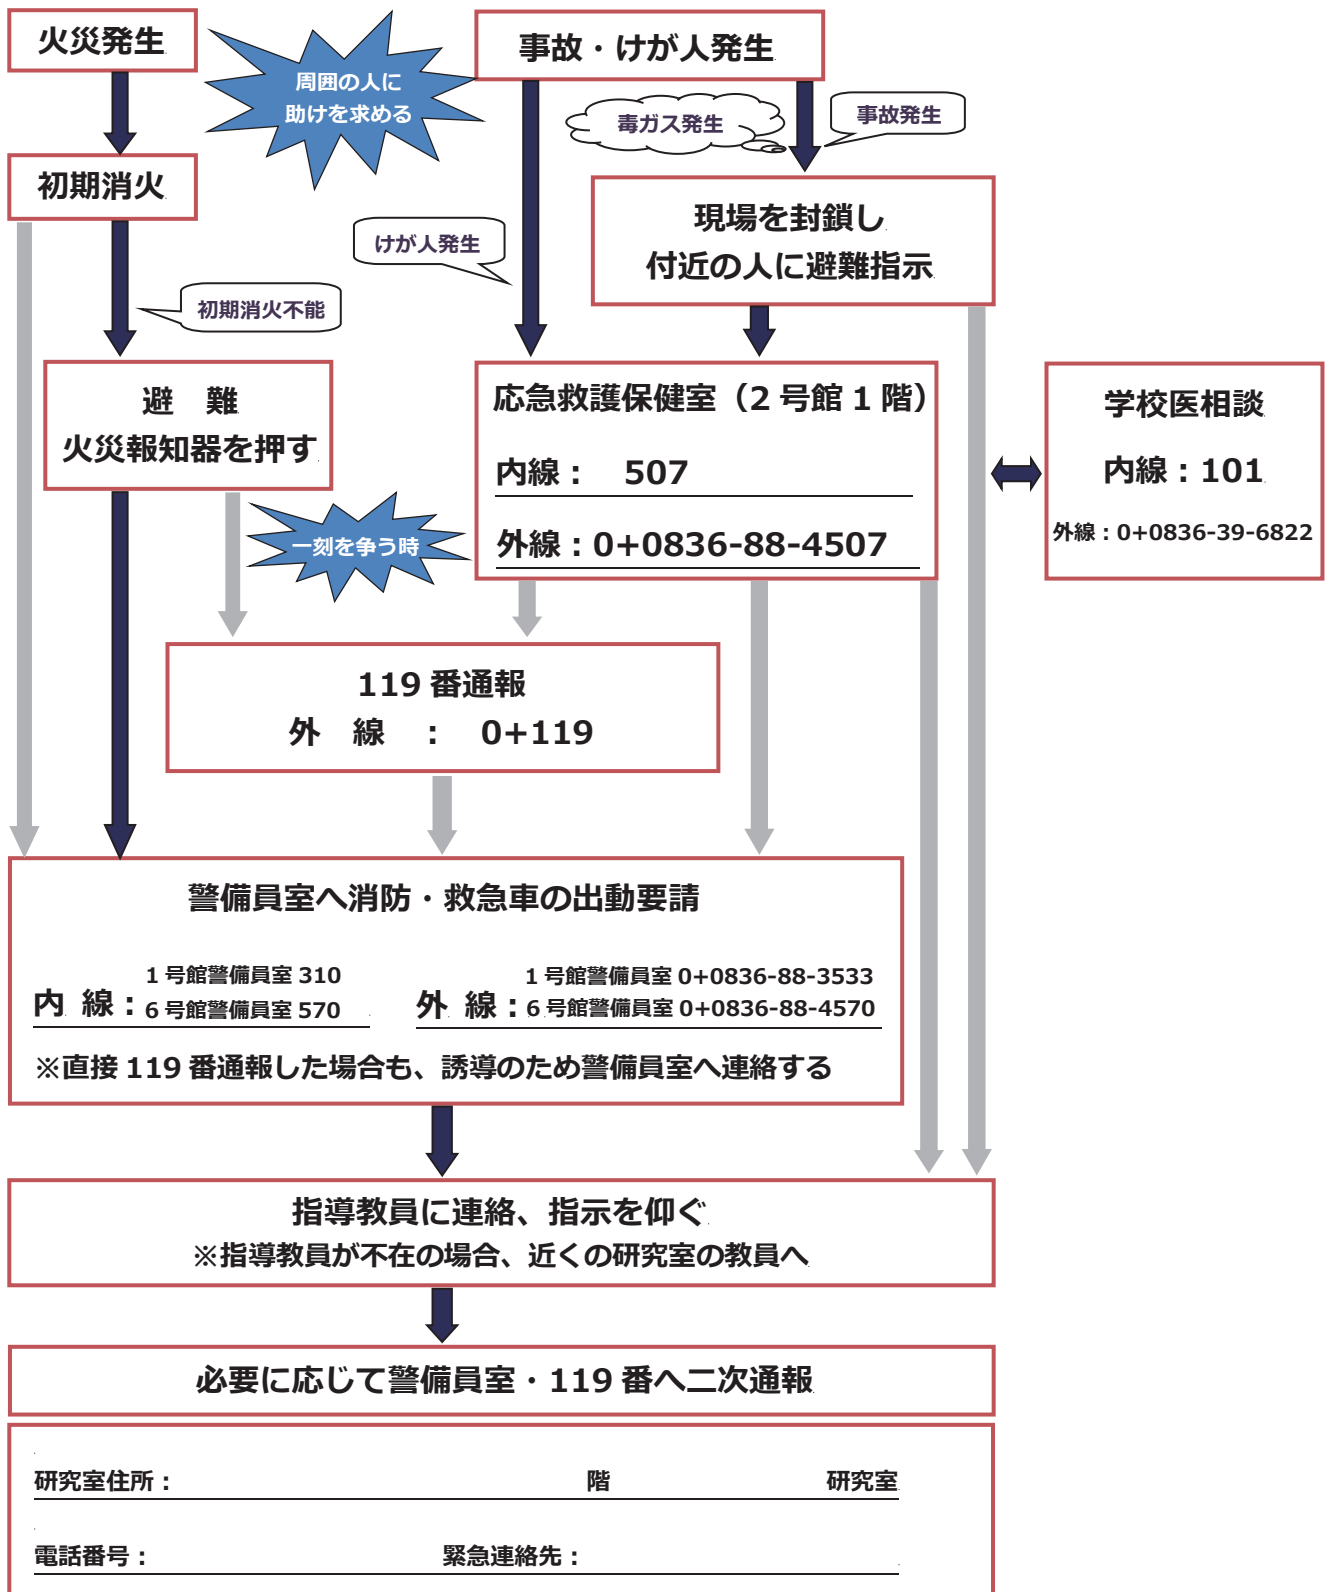 火災発生
周囲の人に
助けを求める
事故・けが人発生
毒ガス発生
事故発生
初期消火
現場を封鎖し
付近の人に避難指示
けが人発生
初期消火不能
避　難
火災報知器を押す
応急救護保健室（2 号館 1 階）
内線：　507
外線：0+0836-88-4507
学校医相談
内線：101
外線：0+0836-39-6822
一刻を争う時
119 番通報
外　線　：　0+119
警備員室へ消防・救急車の出動要請
内 線：
1 号館警備員室 310
6 号館警備員室 570
外 線：
1 号館警備員室 0+0836-88-3533
6 号館警備員室 0+0836-88-4570
※直接 119 番通報した場合も、誘導のため警備員室へ連絡する
指導教員に連絡、指示を仰ぐ
※指導教員が不在の場合、近くの研究室の教員へ
必要に応じて警備員室・119 番へ二次通報
研究室住所：　階　研究室
電話番号：　緊急連絡先：